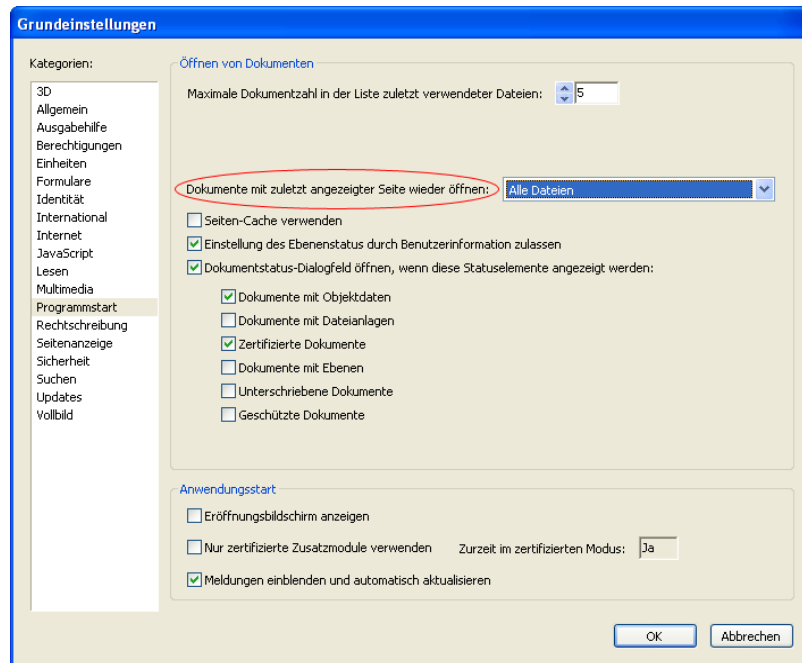 Grundeinstellungen
Kategorien:
3D
Allgemein
Ausgabehilfe
Berechtigungen
Einheiten
Formulare
Identität
International
Internet
JavaScript
Lesen
Multimedia
Programmstart
Rechtschreibung
Seitenanzeige
Sicherheit
Suchen
Updates
Vollbild
Öffnen von Dokumenten
Maximale Dokumentzahl in der Liste zuletzt verwendeter Dateien: 5
Dokumente mit zuletzt angezeigter Seite wieder öffnen: Alle Dateien
Seiten-Cache verwenden
Einstellung des Ebenenstatus durch Benutzerinformation zulassen
Dokumentstatus-Dialogfeld öffnen, wenn diese Statuselemente angezeigt werden:
Dokumente mit Objektdaten
Dokumente mit Dateianlagen
Zertifizierte Dokumente
Dokumente mit Ebenen
Unterschriebene Dokumente
Geschützte Dokumente
Anwendungsstart
Eröffnungsbildschirm anzeigen
Nur zertifizierte Zusatzmodule verwenden Zurzeit im zertifizierten Modus: Ja
Meldungen einblenden und automatisch aktualisieren
OK Abbrechen